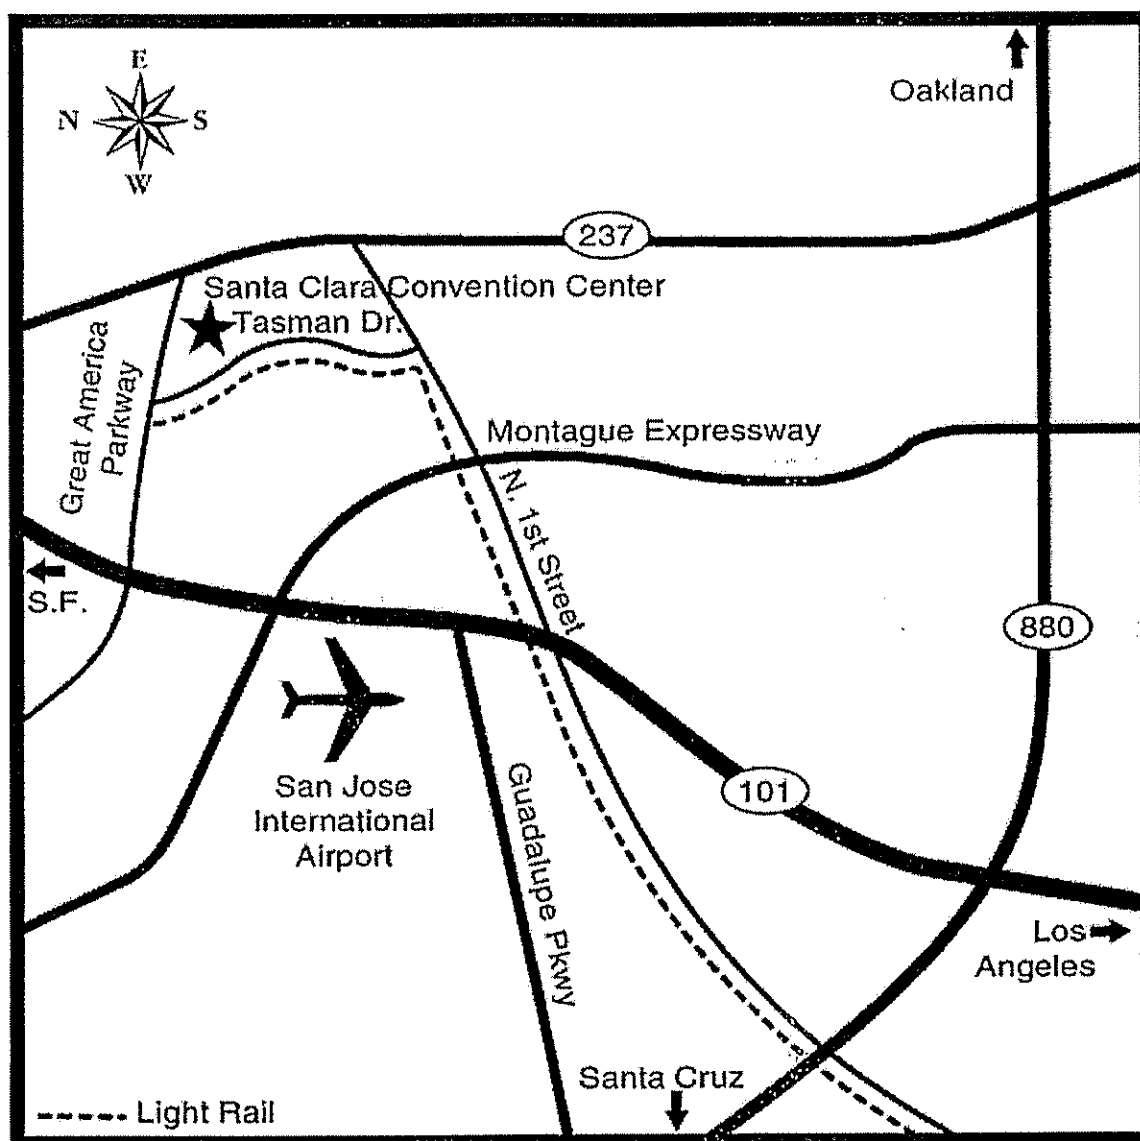 E
N
S
W
Oakland
237
Santa Clara Convention Center
Tasman Dr.
Great America
Parkway
Montague Expressway
N. 1st Street
S.F.
880
San Jose
International
Airport
Guadalupe Pkwy
101
Los
Angeles
Santa Cruz
Light Rail